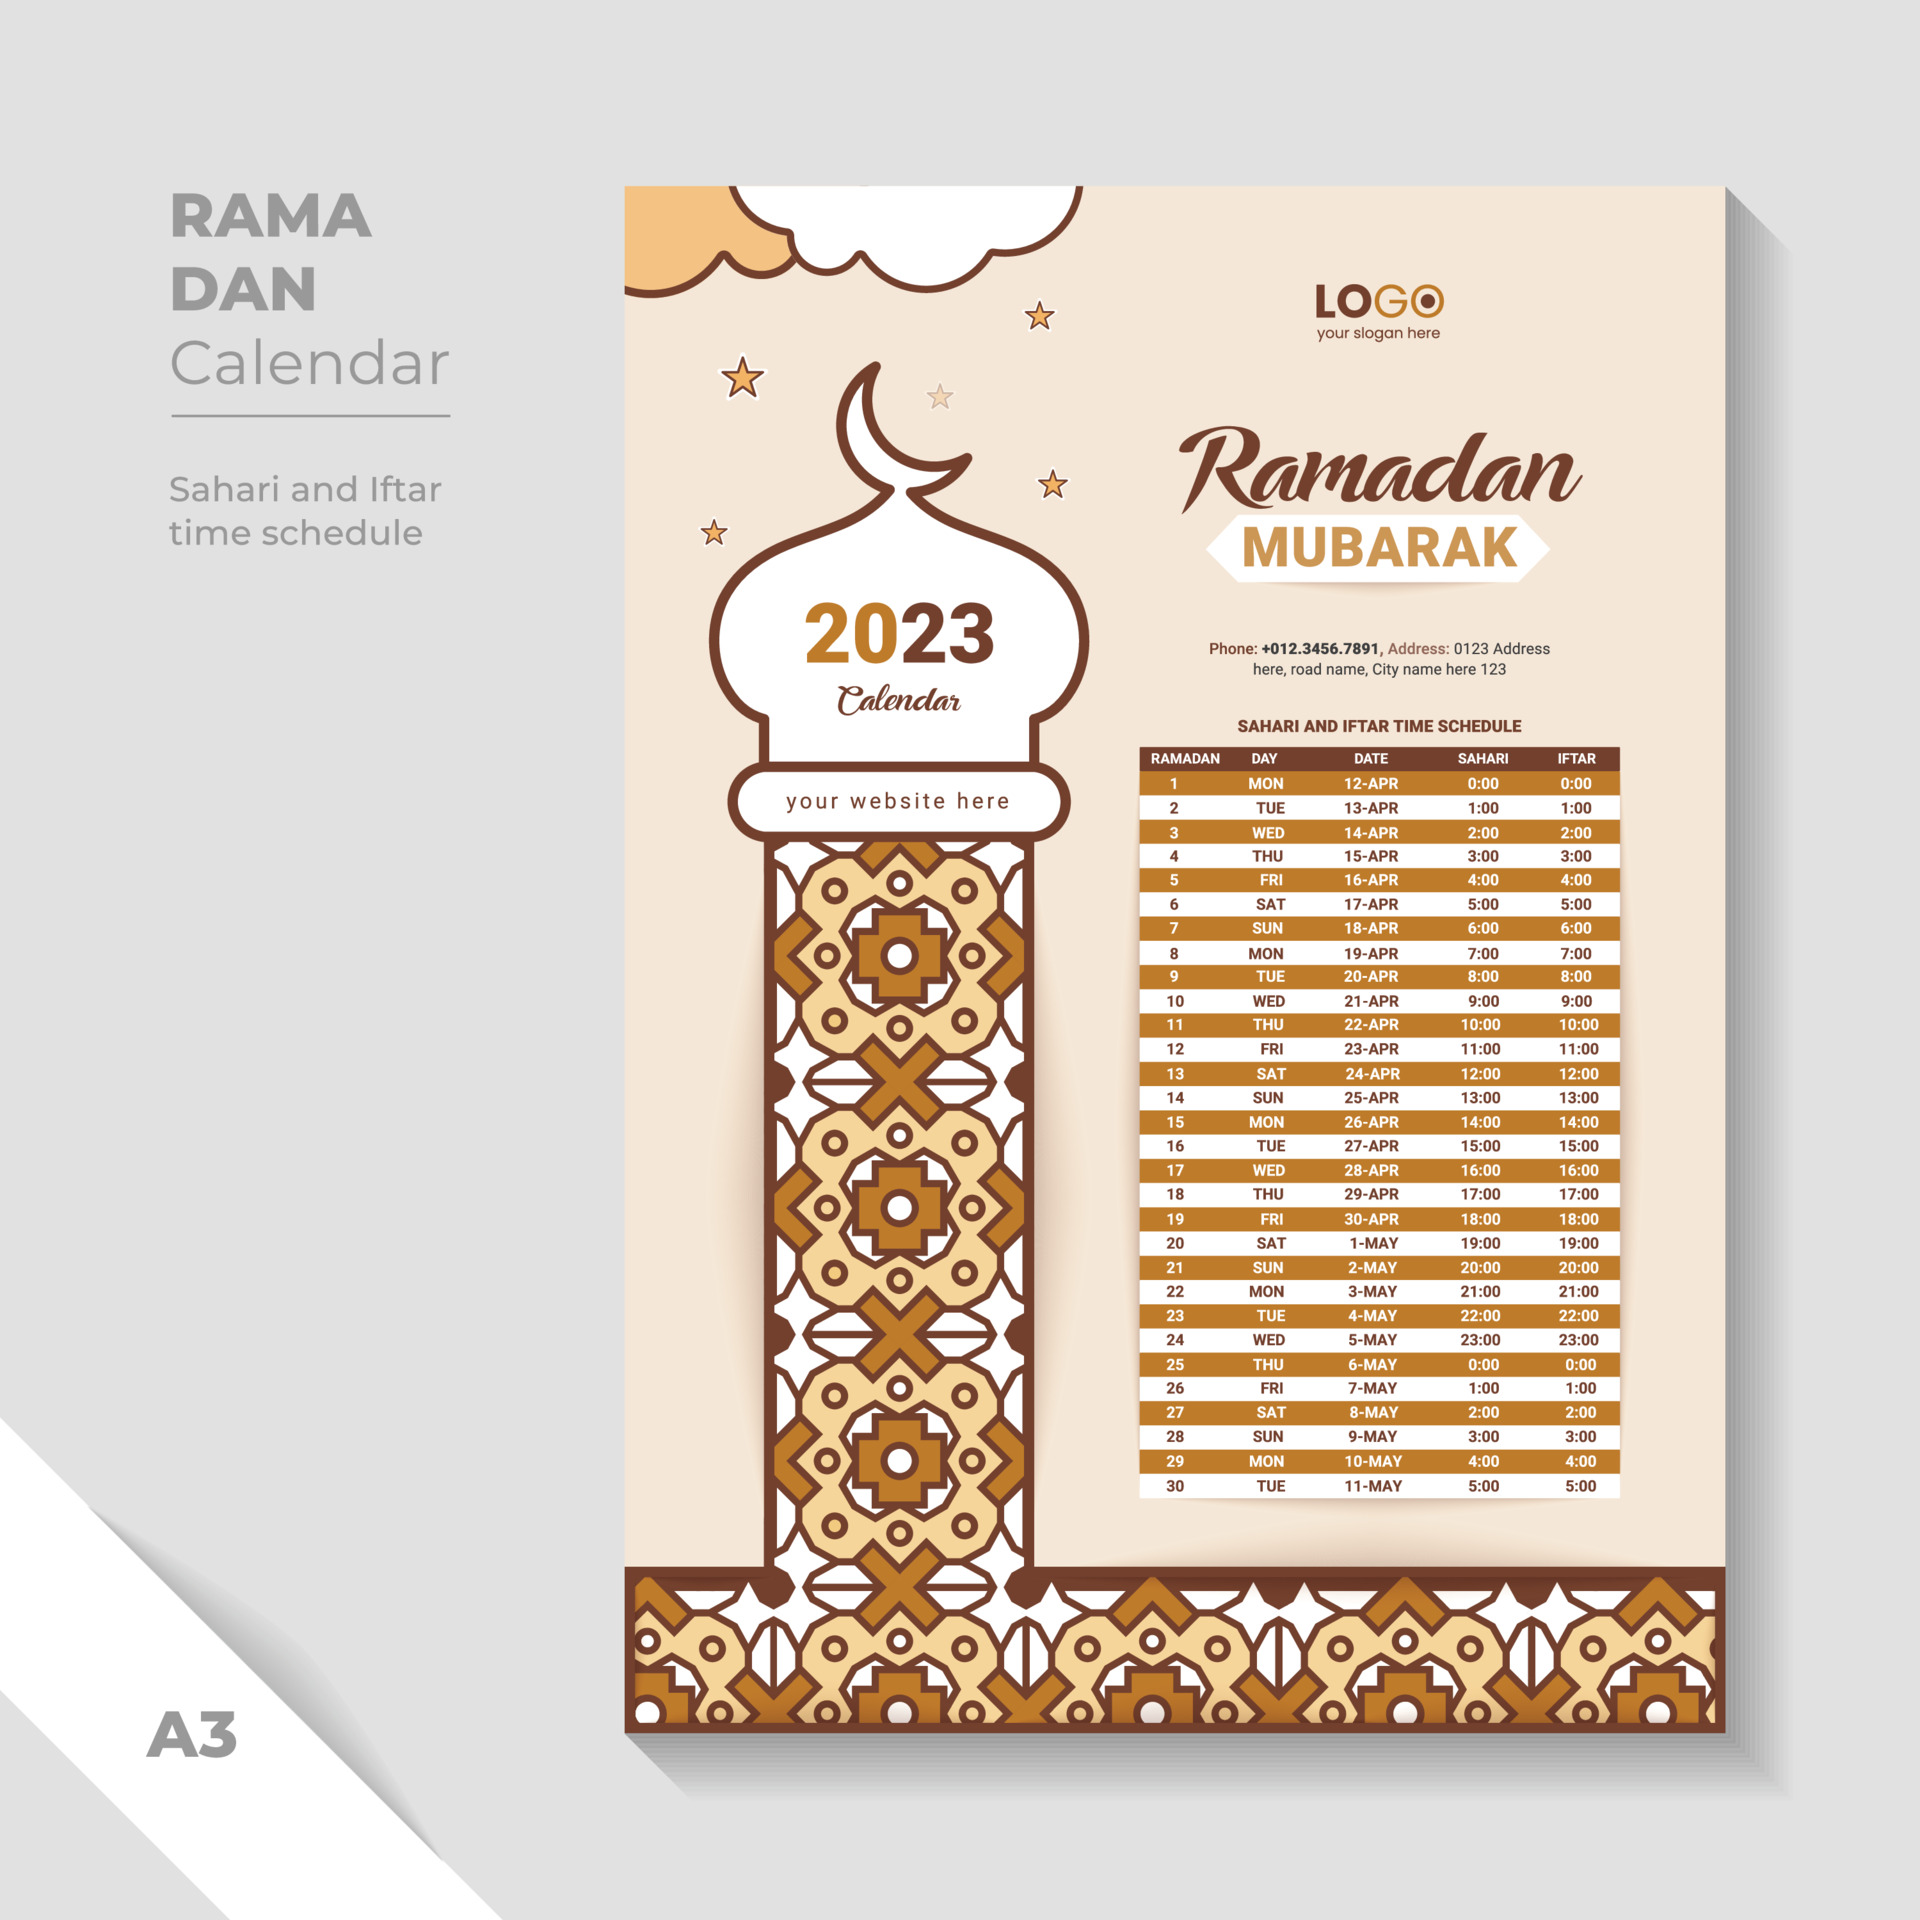 RAMA
DAN
Calendar
Sahari and Iftar
time schedule
A3
2023
Calendar
your website here
LOGO
your slogan here
Ramadan
MUBARAK
Phone: +012.3456.7891, Address: 0123 Address
here, road name, City name here 123
SAHARI AND IFTAR TIME SCHEDULE
RAMADAN DAY DATE SAHARI IFTAR
1 MON 12-APR 0:00 0:00
2 TUE 13-APR 1:00 1:00
3 WED 14-APR 2:00 2:00
4 THU 15-APR 3:00 3:00
5 FRI 16-APR 4:00 4:00
6 SAT 17-APR 5:00 5:00
7 SUN 18-APR 6:00 6:00
8 MON 19-APR 7:00 7:00
9 TUE 20-APR 8:00 8:00
10 WED 21-APR 9:00 9:00
11 THU 22-APR 10:00 10:00
12 FRI 23-APR 11:00 11:00
13 SAT 24-APR 12:00 12:00
14 SUN 25-APR 13:00 13:00
15 MON 26-APR 14:00 14:00
16 TUE 27-APR 15:00 15:00
17 WED 28-APR 16:00 16:00
18 THU 29-APR 17:00 17:00
19 FRI 30-APR 18:00 18:00
20 SAT 1-MAY 19:00 19:00
21 SUN 2-MAY 20:00 20:00
22 MON 3-MAY 21:00 21:00
23 TUE 4-MAY 22:00 22:00
24 WED 5-MAY 23:00 23:00
25 THU 6-MAY 0:00 0:00
26 FRI 7-MAY 1:00 1:00
27 SAT 8-MAY 2:00 2:00
28 SUN 9-MAY 3:00 3:00
29 MON 10-MAY 4:00 4:00
30 TUE 11-MAY 5:00 5:00